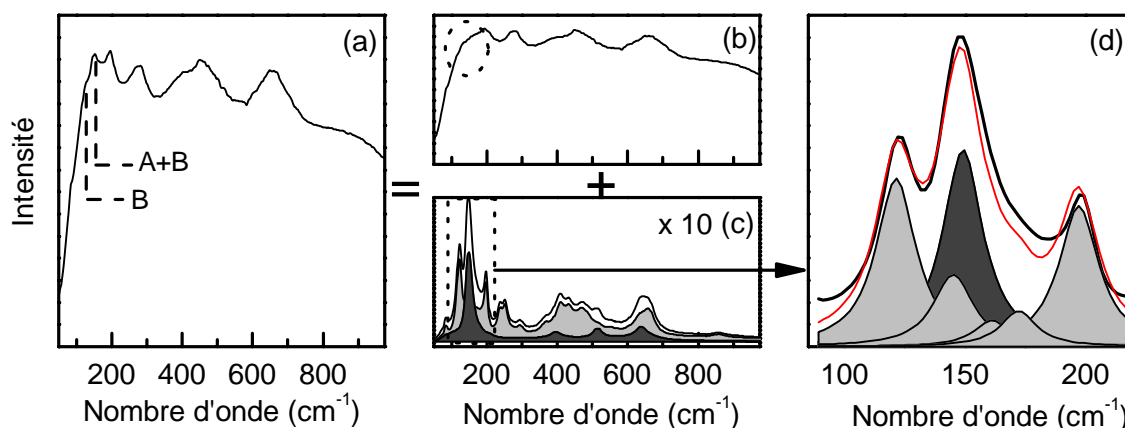 (a)
(b)
(d)
Intensité
A+B
B
=
+
x 10 (c)
200 400 600 800
200 400 600 800
100 150 200
Nombre d'onde (cm-1)
Nombre d'onde (cm-1)
Nombre d'onde (cm-1)